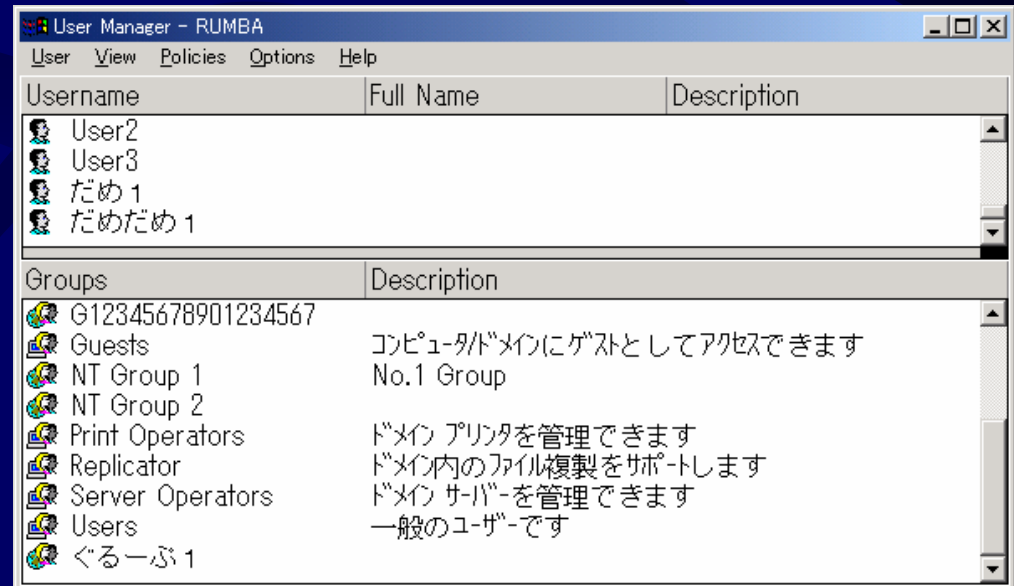 User Manager - RUMBA
User View Policies Options Help
Username Full Name Description
User2
User3
だめ1
だめだめ1
Groups Description
G12345678901234567
Guests ｺﾝﾋﾟｭｰﾀ/ﾄﾞﾒｲﾝにｹﾞｽﾄとしてｱｸｾｽできます
NT Group 1 No.1 Group
NT Group 2
Print Operators ﾄﾞﾒｲﾝ ﾌﾟﾘﾝﾀを管理できます
Replicator ﾄﾞﾒｲﾝ内のﾌｧｲﾙ複製をｻﾎﾟｰﾄします
Server Operators ﾄﾞﾒｲﾝ ｻｰﾊﾞｰを管理できます
Users 一般のﾕｰｻﾞｰです
ぐるーぷ1